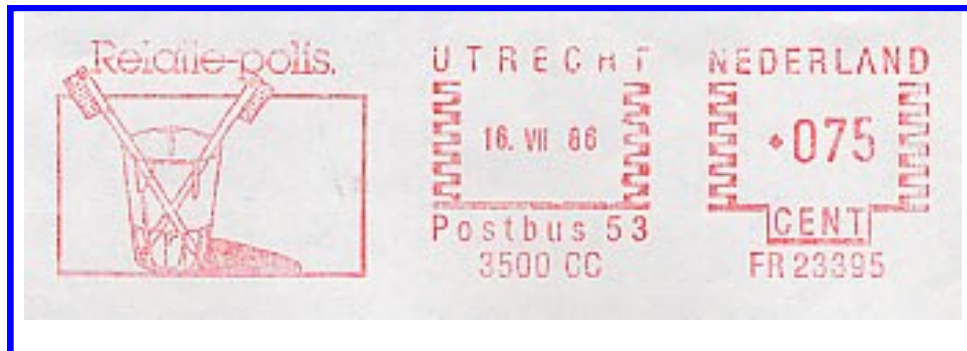 Relatie-polis.
UTRECHT
16. VII 86
Postbus 53
3500 CC
NEDERLAND
075
CENT
FR 23395